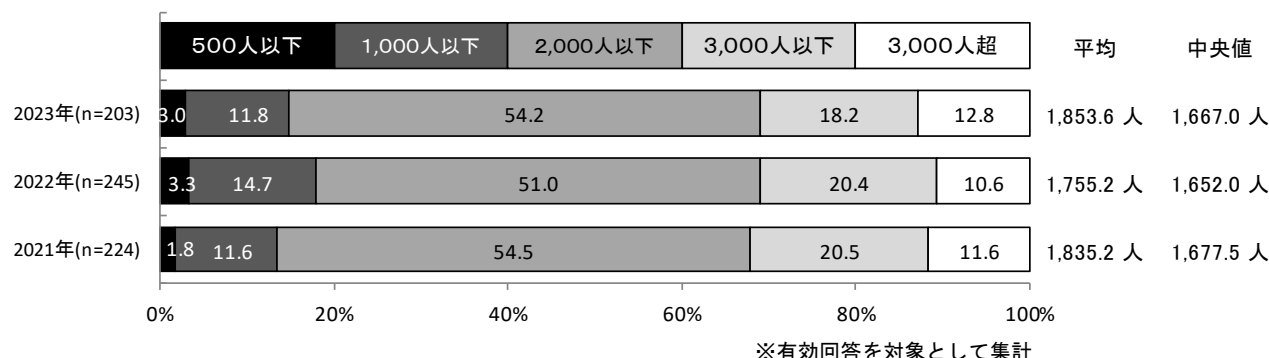 500人以下 1,000人以下 2,000人以下 3,000人以下 3,000人超 平均 中央値
2023年(n=203) 3.0 11.8 54.2 18.2 12.8 1,853.6 人 1,667.0 人
2022年(n=245) 3.3 14.7 51.0 20.4 10.6 1,755.2 人 1,652.0 人
2021年(n=224) 1.8 11.6 54.5 20.5 11.6 1,835.2 人 1,677.5 人
0% 20% 40% 60% 80% 100%
※有効回答を対象として集計